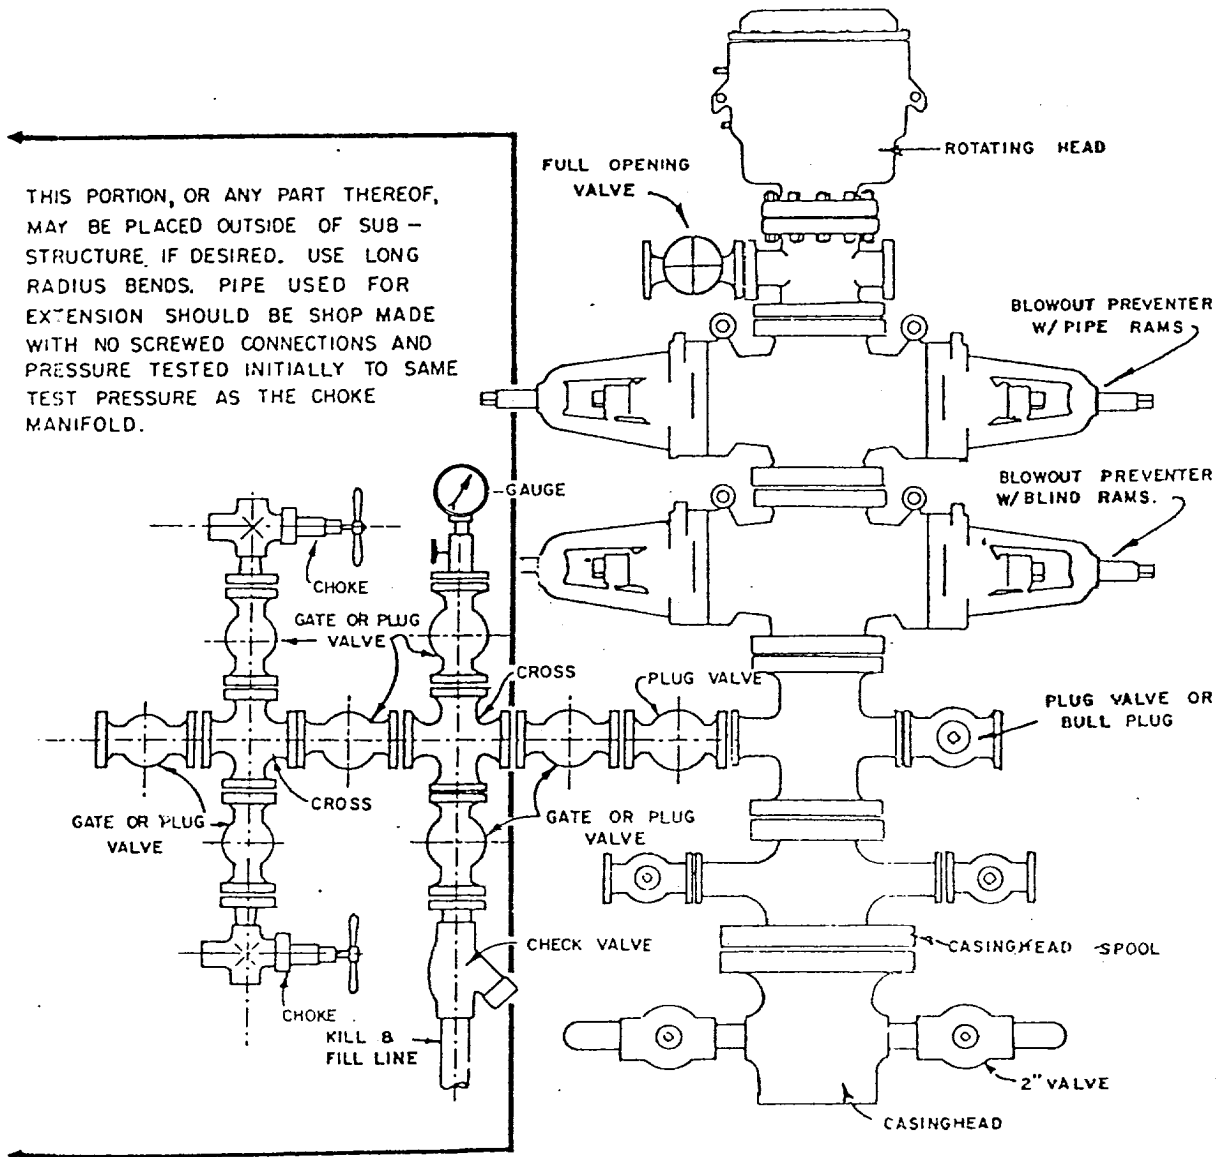 THIS PORTION, OR ANY PART THEREOF,
MAY BE PLACED OUTSIDE OF SUB-
STRUCTURE IF DESIRED. USE LONG
RADIUS BENDS. PIPE USED FOR
EXTENSION SHOULD BE SHOP MADE
WITH NO SCREWED CONNECTIONS AND
PRESSURE TESTED INITIALLY TO SAME
TEST PRESSURE AS THE CHOKE
MANIFOLD.
FULL OPENING
VALVE
ROTATING HEAD
BLOWOUT PREVENTER
W/ PIPE RAMS
BLOWOUT PREVENTER
W/ BLIND RAMS.
GAUGE
CHOKE
GATE OR PLUG
VALVE
CROSS
PLUG VALVE
PLUG VALVE OR
BULL PLUG
CROSS
GATE OR PLUG
VALVE
GATE OR PLUG
VALVE
CHECK VALVE
CASINGHEAD SPOOL
CHOKE
KILL &
FILL LINE
2" VALVE
CASINGHEAD